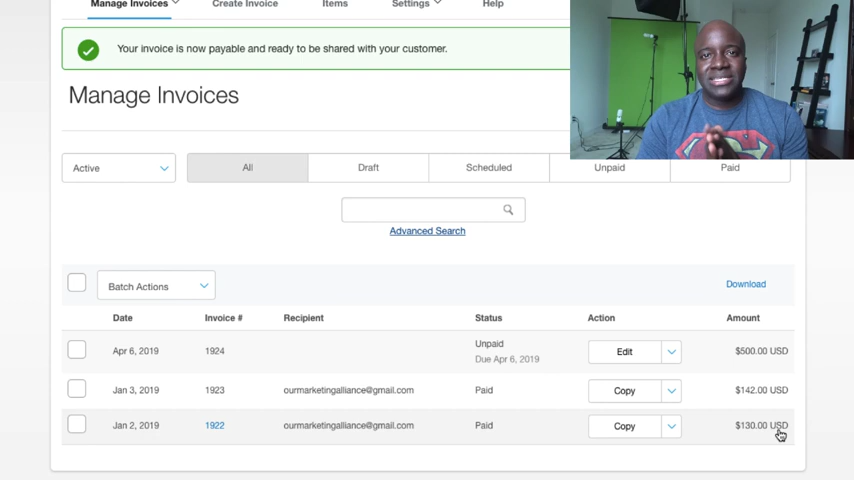 Manage Invoices Create Invoice Items Settings Help
Your invoice is now payable and ready to be shared with your customer.
Manage Invoices
Active All Draft Scheduled Unpaid Paid
Advanced Search
Batch Actions Download
Date Invoice # Recipient Status Action Amount
Apr 6, 2019 1924 Unpaid Edit $500.00 USD
Due Apr 6, 2019
Jan 3, 2019 1923 ourmarketingalliance@gmail.com Paid Copy $142.00 USD
Jan 2, 2019 1922 ourmarketingalliance@gmail.com Paid Copy $130.00 USD